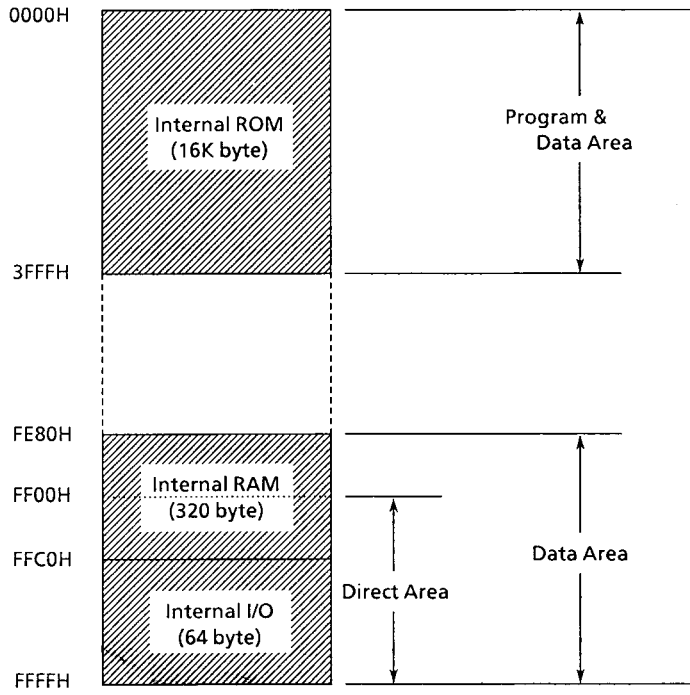 0000H
Internal ROM
(16K byte)
Program &
Data Area
3FFFH
FE80H
Internal RAM
(320 byte)
FF00H
FFC0H
Direct Area
Data Area
Internal I/O
(64 byte)
FFFFH